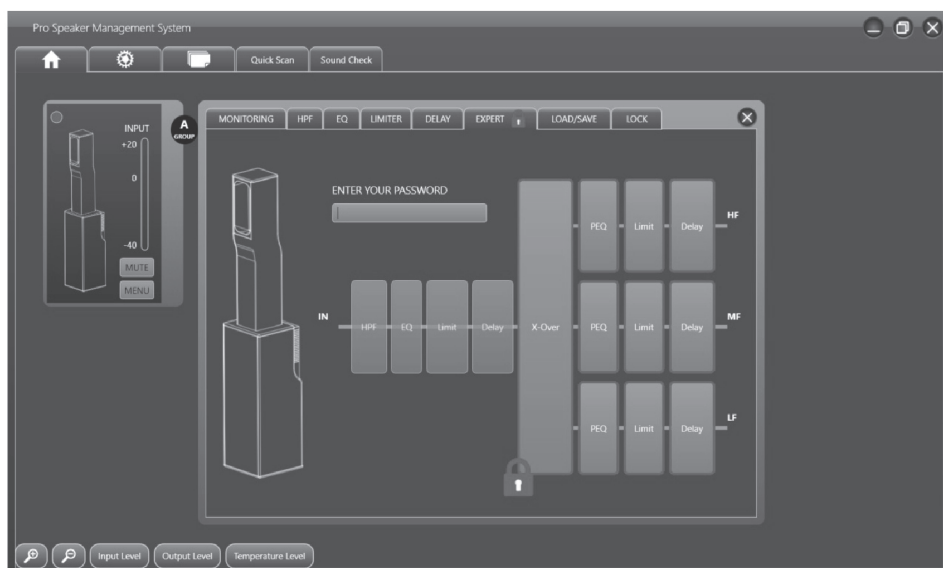 Pro Speaker Management System
Quick Scan Sound Check
A
GROUP
INPUT
+20
0
-40
MUTE
MENU
MONITORING HPF EQ LIMITER DELAY EXPERT LOAD/SAVE LOCK
ENTER YOUR PASSWORD
HF
PEQ Limit Delay
IN
HPF EQ Limit Delay X-Over PEQ Limit Delay
MF
LF
PEQ Limit Delay
Input Level Output Level Temperature Level